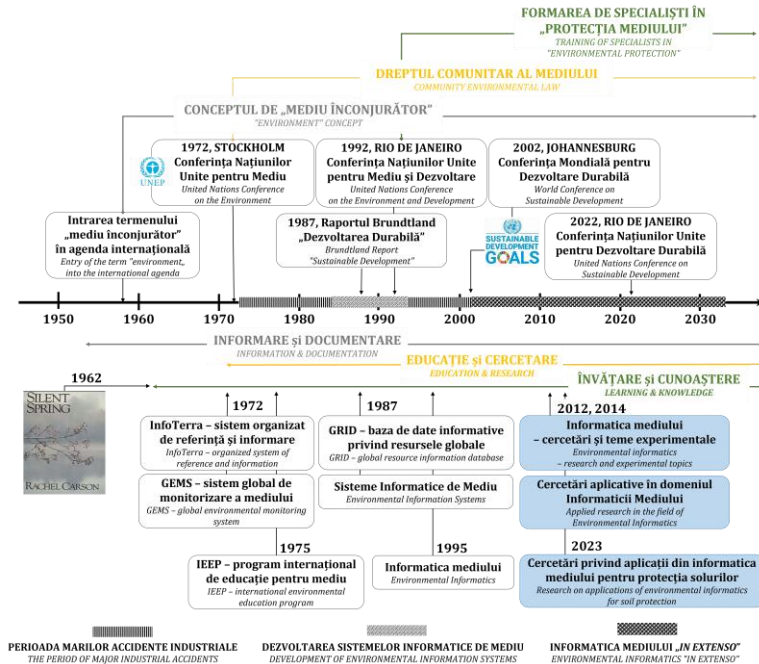 FORMAREA DE SPECIALIȘTI ÎN
„PROTECȚIA MEDIULUI”
TRAINING OF SPECIALISTS IN
"ENVIRONMENTAL PROTECTION"
DREPTUL COMUNITAR AL MEDIULUI
COMMUNITY ENVIRONMENTAL LAW
CONCEPTUL DE „MEDIU ÎNCONJURĂTOR”
"ENVIRONMENT" CONCEPT
UNEP
1972, STOCKHOLM
Conferința Națiunilor
Unite pentru Mediu
United Nations Conference
on the Environment
1992, RIO DE JANEIRO
Conferința Națiunilor Unite
pentru Mediu și Dezvoltare
United Nations Conference
on the Environment and Development
2002, JOHANNESBURG
Conferința Mondială pentru
Dezvoltare Durabilă
World Conference on
Sustainable Development
Intrarea termenului
„mediu înconjurător”
în agenda internațională
Entry of the term "environment„
into the international agenda
1987, Raportul Brundtland
„Dezvoltarea Durabilă”
Brundtland Report
"Sustainable Development"
SUSTAINABLE
DEVELOPMENT
GOALS
2022, RIO DE JANEIRO
Conferința Națiunilor Unite
pentru Dezvoltare Durabilă
United Nations Conference on
Sustainable Development
1950 1960 1970 1980 1990 2000 2010 2020 2030
INFORMARE și DOCUMENTARE
INFORMATION & DOCUMENTATION
EDUCAȚIE și CERCETARE
EDUCATION & RESEARCH
ÎNVĂȚARE și CUNOAȘTERE
LEARNING & KNOWLEDGE
1962
SILENT
SPRING
RACHEL CARSON
1972
InfoTerra – sistem organizat
de referință și informare
InfoTerra – organized system of
reference and information
GEMS – sistem global de
monitorizare a mediului
GEMS – global environmental monitoring
system
1975
IEEP – program internațional
de educație pentru mediu
IEEP – international environmental
education program
1987
GRID – baza de date informative
privind resursele globale
GRID – global resource information database
Sisteme Informatice de Mediu
Environmental Information Systems
1995
Informatica mediului
Environmental Informatics
2012, 2014
Informatica mediului
– cercetări și teme experimentale
Environmental informatics
– research and experimental topics
Cercetări aplicative în domeniul
Informaticii Mediului
Applied research in the field of
Environmental Informatics
2023
Cercetări privind aplicații din informatica
mediului pentru protecția solurilor
Research on applications of environmental informatics
for soil protection
PERIOADA MARILOR ACCIDENTE INDUSTRIALE
THE PERIOD OF MAJOR INDUSTRIAL ACCIDENTS
DEZVOLTAREA SISTEMELOR INFORMATICE DE MEDIU
DEVELOPMENT OF ENVIRONMENTAL INFORMATION SYSTEMS
INFORMATICA MEDIULUI „IN EXTENSO”
ENVIRONMENTAL INFORMATICS "IN EXTENSO"